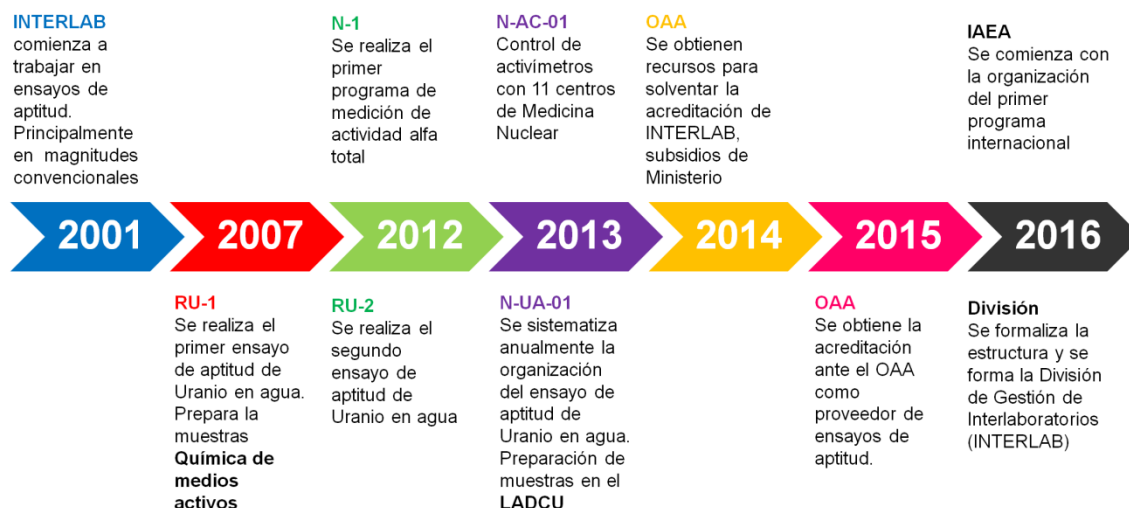 INTERLAB
comienza a
trabajar en
ensayos de
aptitud.
Principalmente
en magnitudes
convencionales
N-1
Se realiza el
primer
programa de
medición de
actividad alfa
total
N-AC-01
Control de
activímetros
con 11 centros
de Medicina
Nuclear
OAA
Se obtienen
recursos para
solventar la
acreditación de
INTERLAB,
subsidios de
Ministerio
IAEA
Se comienza con
la organización
del primer
programa
internacional
2001
2007
2012
2013
2014
2015
2016
RU-1
Se realiza el
primer ensayo
de aptitud de
Uranio en agua.
Prepara la
muestras
Química de
medios
activos
RU-2
Se realiza el
segundo
ensayo de
aptitud de
Uranio en agua
N-UA-01
Se sistematiza
anualmente la
organización
del ensayo de
aptitud de
Uranio en agua.
Preparación de
muestras en el
LADCU
OAA
Se obtiene la
acreditación
ante el OAA
como
proveedor de
ensayos de
aptitud.
División
Se formaliza la
estructura y se
forma la División
de Gestión de
Interlaboratorios
(INTERLAB)